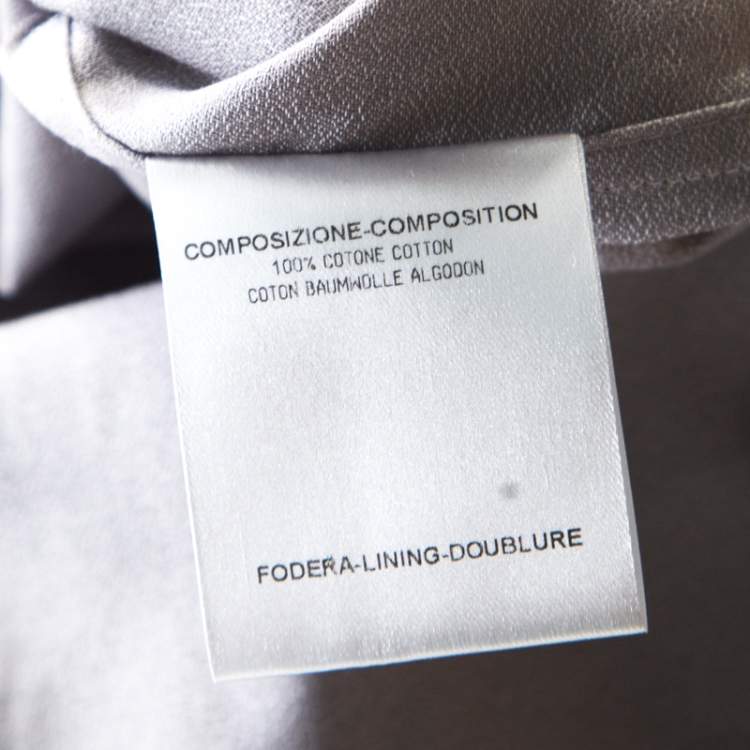 COMPOSIZIONE-COMPOSITION
100% COTONE COTTON
COTON BAUMWOLLE ALGODON
FODERA-LINING-DOUBLURE